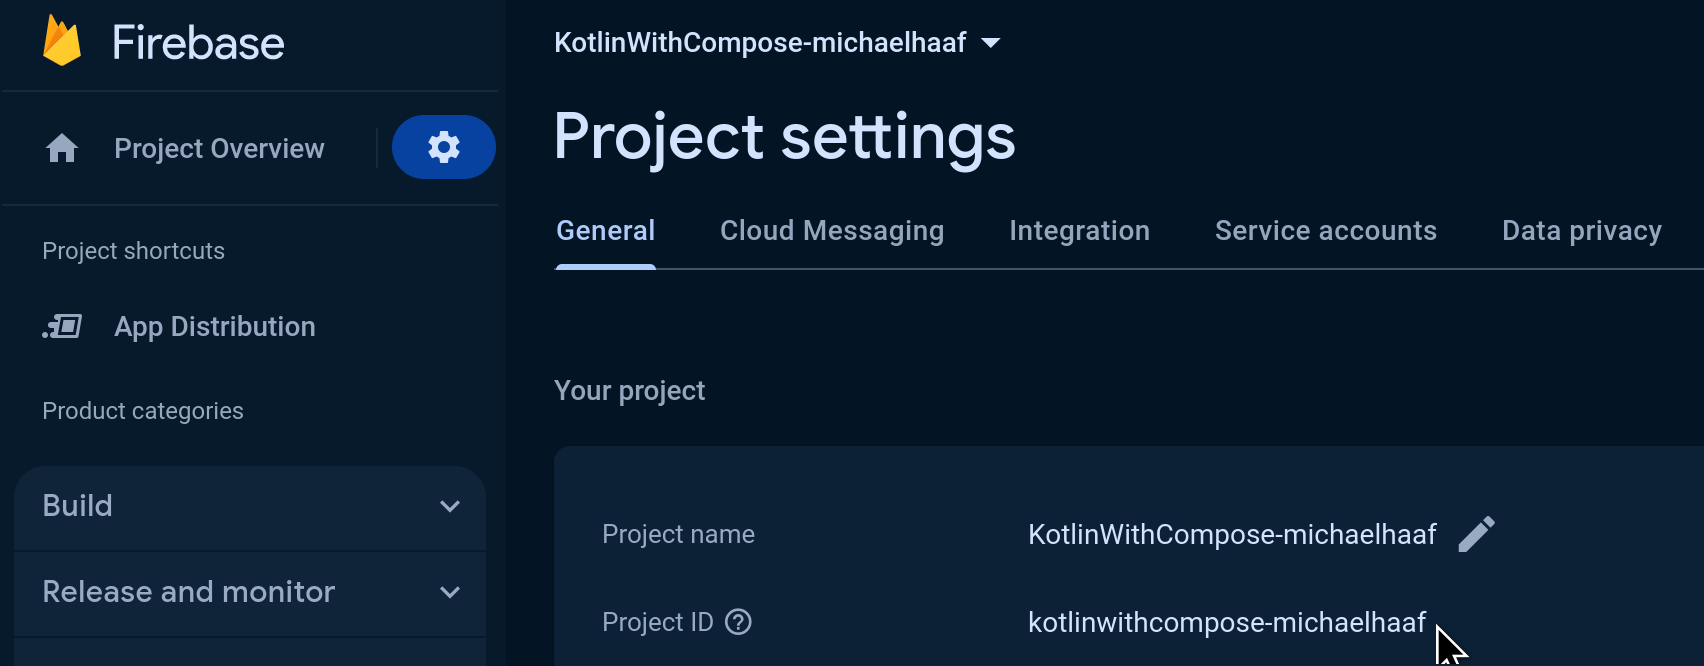 Firebase
Project Overview
Project shortcuts
App Distribution
Product categories
Build
Release and monitor
KotlinWithCompose-michaelhaaf
Project settings
General Cloud Messaging Integration Service accounts Data privacy
Your project
Project name KotlinWithCompose-michaelhaaf
Project ID ? kotlinwithcompose-michaelhaaf